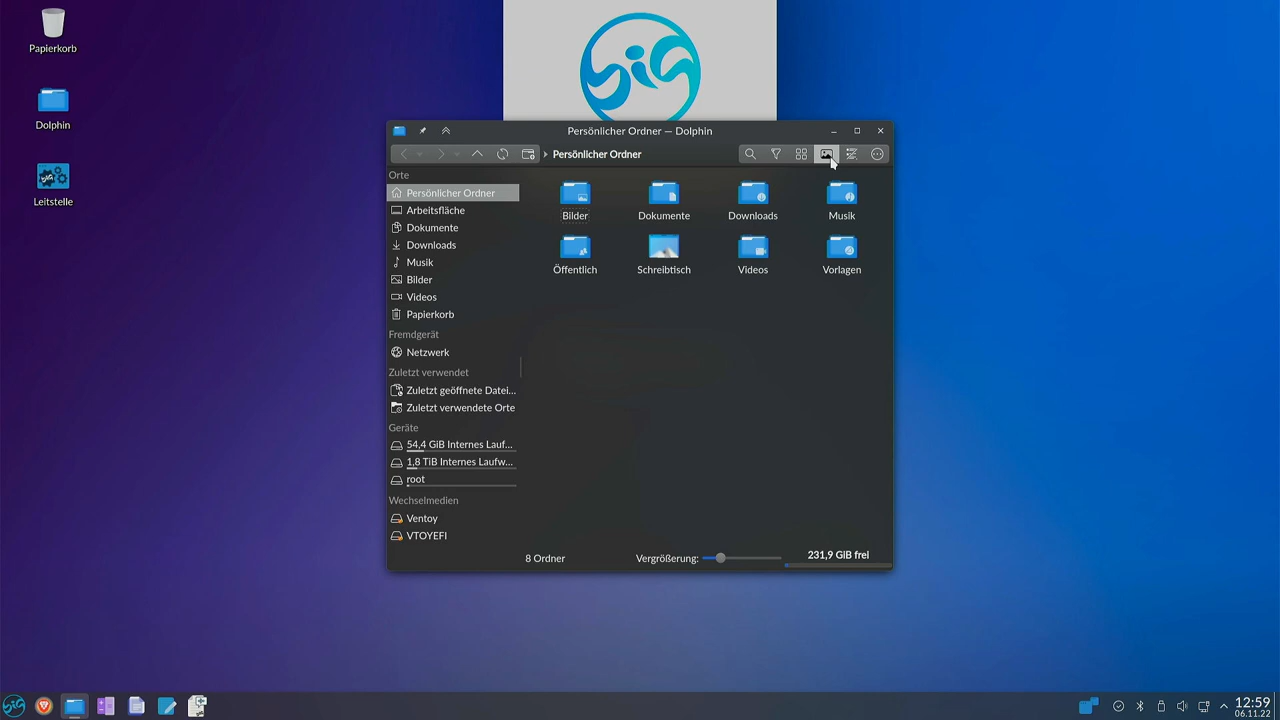 Papierkorb
Dolphin
Leitstelle
sig
Persönlicher Ordner — Dolphin
Persönlicher Ordner
Orte
Persönlicher Ordner
Arbeitsfläche
Dokumente
Downloads
Musik
Bilder
Videos
Papierkorb
Fremdgerät
Netzwerk
Zuletzt verwendet
Zuletzt geöffnete Datei...
Zuletzt verwendete Orte
Geräte
54,4 GiB Internes Lauf...
1,8 TiB Internes Laufw...
root
Wechselmedien
Ventoy
VTOYEFI
Bilder Dokumente Downloads Musik
Öffentlich Schreibtisch Videos Vorlagen
8 Ordner Vergrößerung: 231,9 GiB frei
sig
12:59
06.11.22